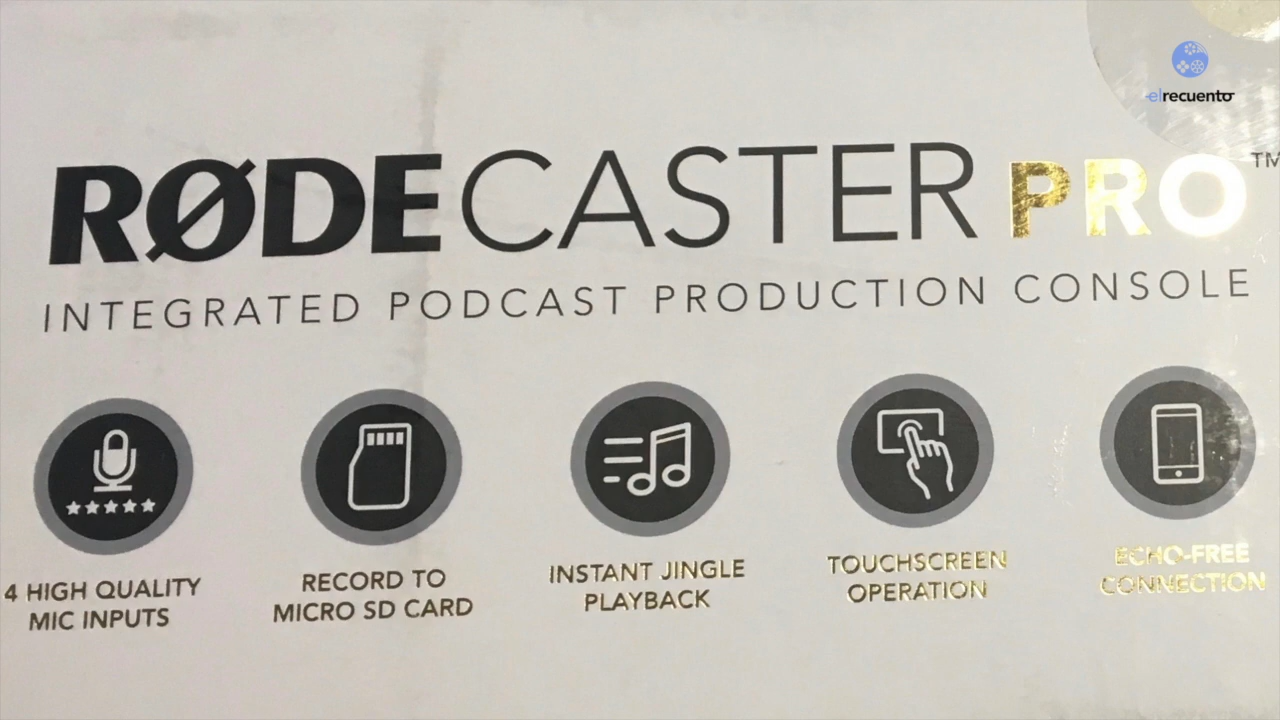 elrecuento
RØDECASTER PRO™
INTEGRATED PODCAST PRODUCTION CONSOLE
4 HIGH QUALITY
MIC INPUTS
RECORD TO
MICRO SD CARD
INSTANT JINGLE
PLAYBACK
TOUCHSCREEN
OPERATION
ECHO-FREE
CONNECTION